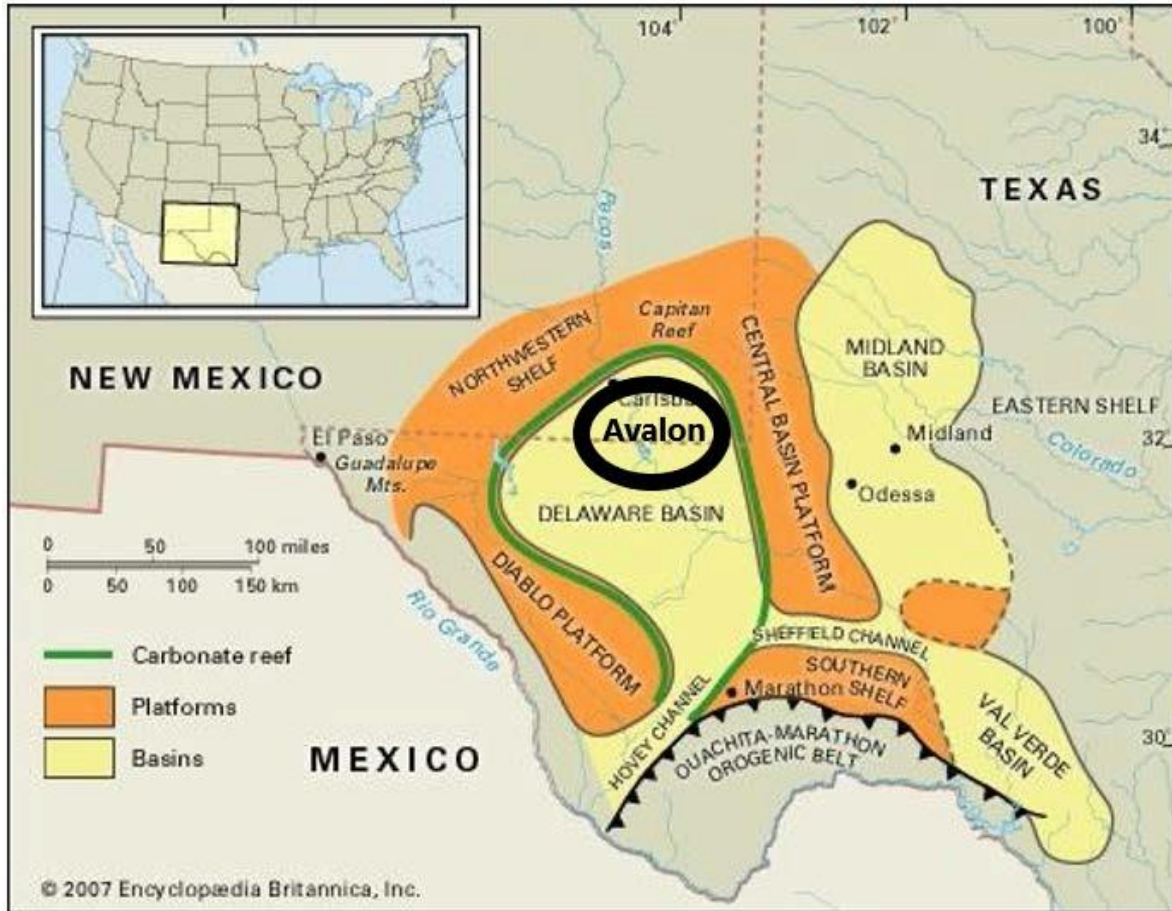 104°
102°
100°
34°
TEXAS
Pecos
Capitan
Reef
NORTHWESTERN
SHELF
CENTRAL BASIN PLATFORM
MIDLAND
BASIN
NEW MEXICO
EASTERN SHELF
Carlsbad
Avalon
El Paso
Guadalupe
Mts.
Midland
32°
Colorado
Odessa
DELAWARE BASIN
0 50 100 miles
0 50 100 150 km
DIABLO PLATFORM
Rio Grande
SHEFFIELD CHANNEL
Carbonate reef
SOUTHERN
SHELF
Marathon
Platforms
HOVEY CHANNEL
VAL VERDE
BASIN
Basins
MEXICO
OUACHITA-MARATHON
OROGENIC BELT
30°
© 2007 Encyclopædia Britannica, Inc.